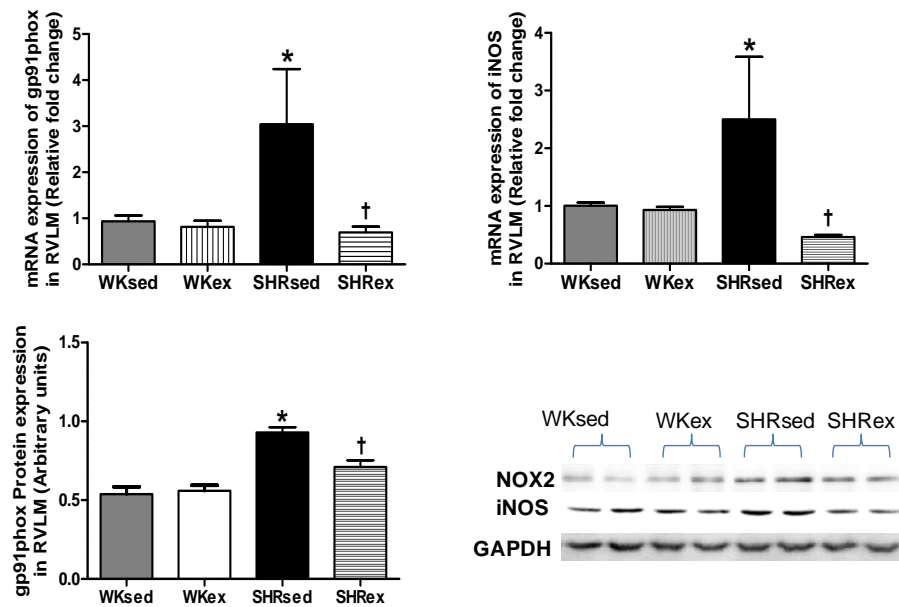 mRNA expression of gp91phox
in RVLM (Relative fold change)
5
4
3
2
1
0
*
†
WKsed WKex SHRsed SHRex
mRNA expression of iNOS
in RVLM (Relative fold change)
4
3
2
1
0
*
†
WKsed WKex SHRsed SHRex
gp91phox Protein expression
in RVLM (Arbitrary units)
1.5
1.0
0.5
0.0
*
†
WKsed WKex SHRsed SHRex
WKsed WKex SHRsed SHRex
NOX2
iNOS
GAPDH